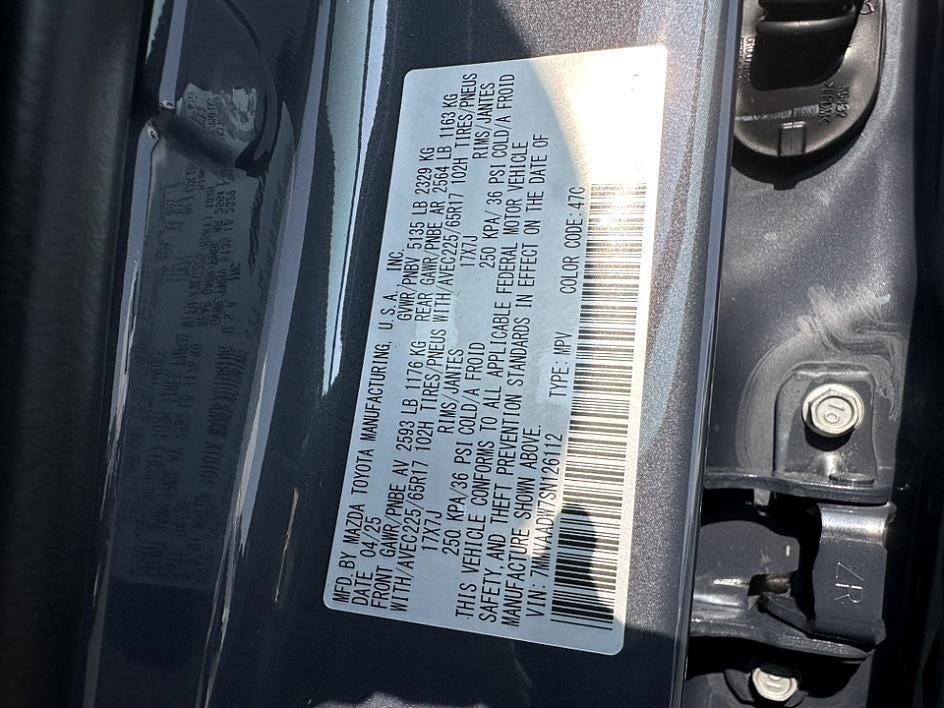 MFD. BY MAZDA TOYOTA MANUFACTURING, U.S.A., INC.
DATE 04/25 GVWR/PNBV 5135 LB 2329 KG
FRONT GAWR/PNBE AV 2593 LB 1176 KG REAR GAWR/PNBE AR 2564 LB 1163 KG
WITH/AVEC225/65R17 102H TIRES/PNEUS WITH/AVEC225/65R17 102H TIRES/PNEUS
17X7J RIMS/JANTES 17X7J RIMS/JANTES
250 KPA/36 PSI COLD/A FROID 250 KPA/36 PSI COLD/A FROID
THIS VEHICLE CONFORMS TO ALL APPLICABLE FEDERAL MOTOR VEHICLE
SAFETY, AND THEFT PREVENTION STANDARDS IN EFFECT ON THE DATE OF
MANUFACTURE SHOWN ABOVE.
VIN: 7MUAAADW7SN126112 TYPE: MPV COLOR CODE: 47C
ZR
10